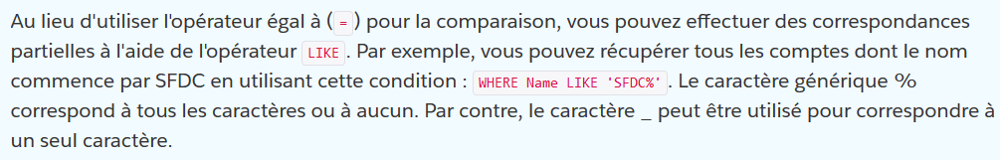 Au lieu d'utiliser l'opérateur égal à ( = ) pour la comparaison, vous pouvez effectuer des correspondances
partielles à l'aide de l'opérateur LIKE . Par exemple, vous pouvez récupérer tous les comptes dont le nom
commence par SFDC en utilisant cette condition : WHERE Name LIKE 'SFDC%' . Le caractère générique %
correspond à tous les caractères ou à aucun. Par contre, le caractère _ peut être utilisé pour correspondre à
un seul caractère.